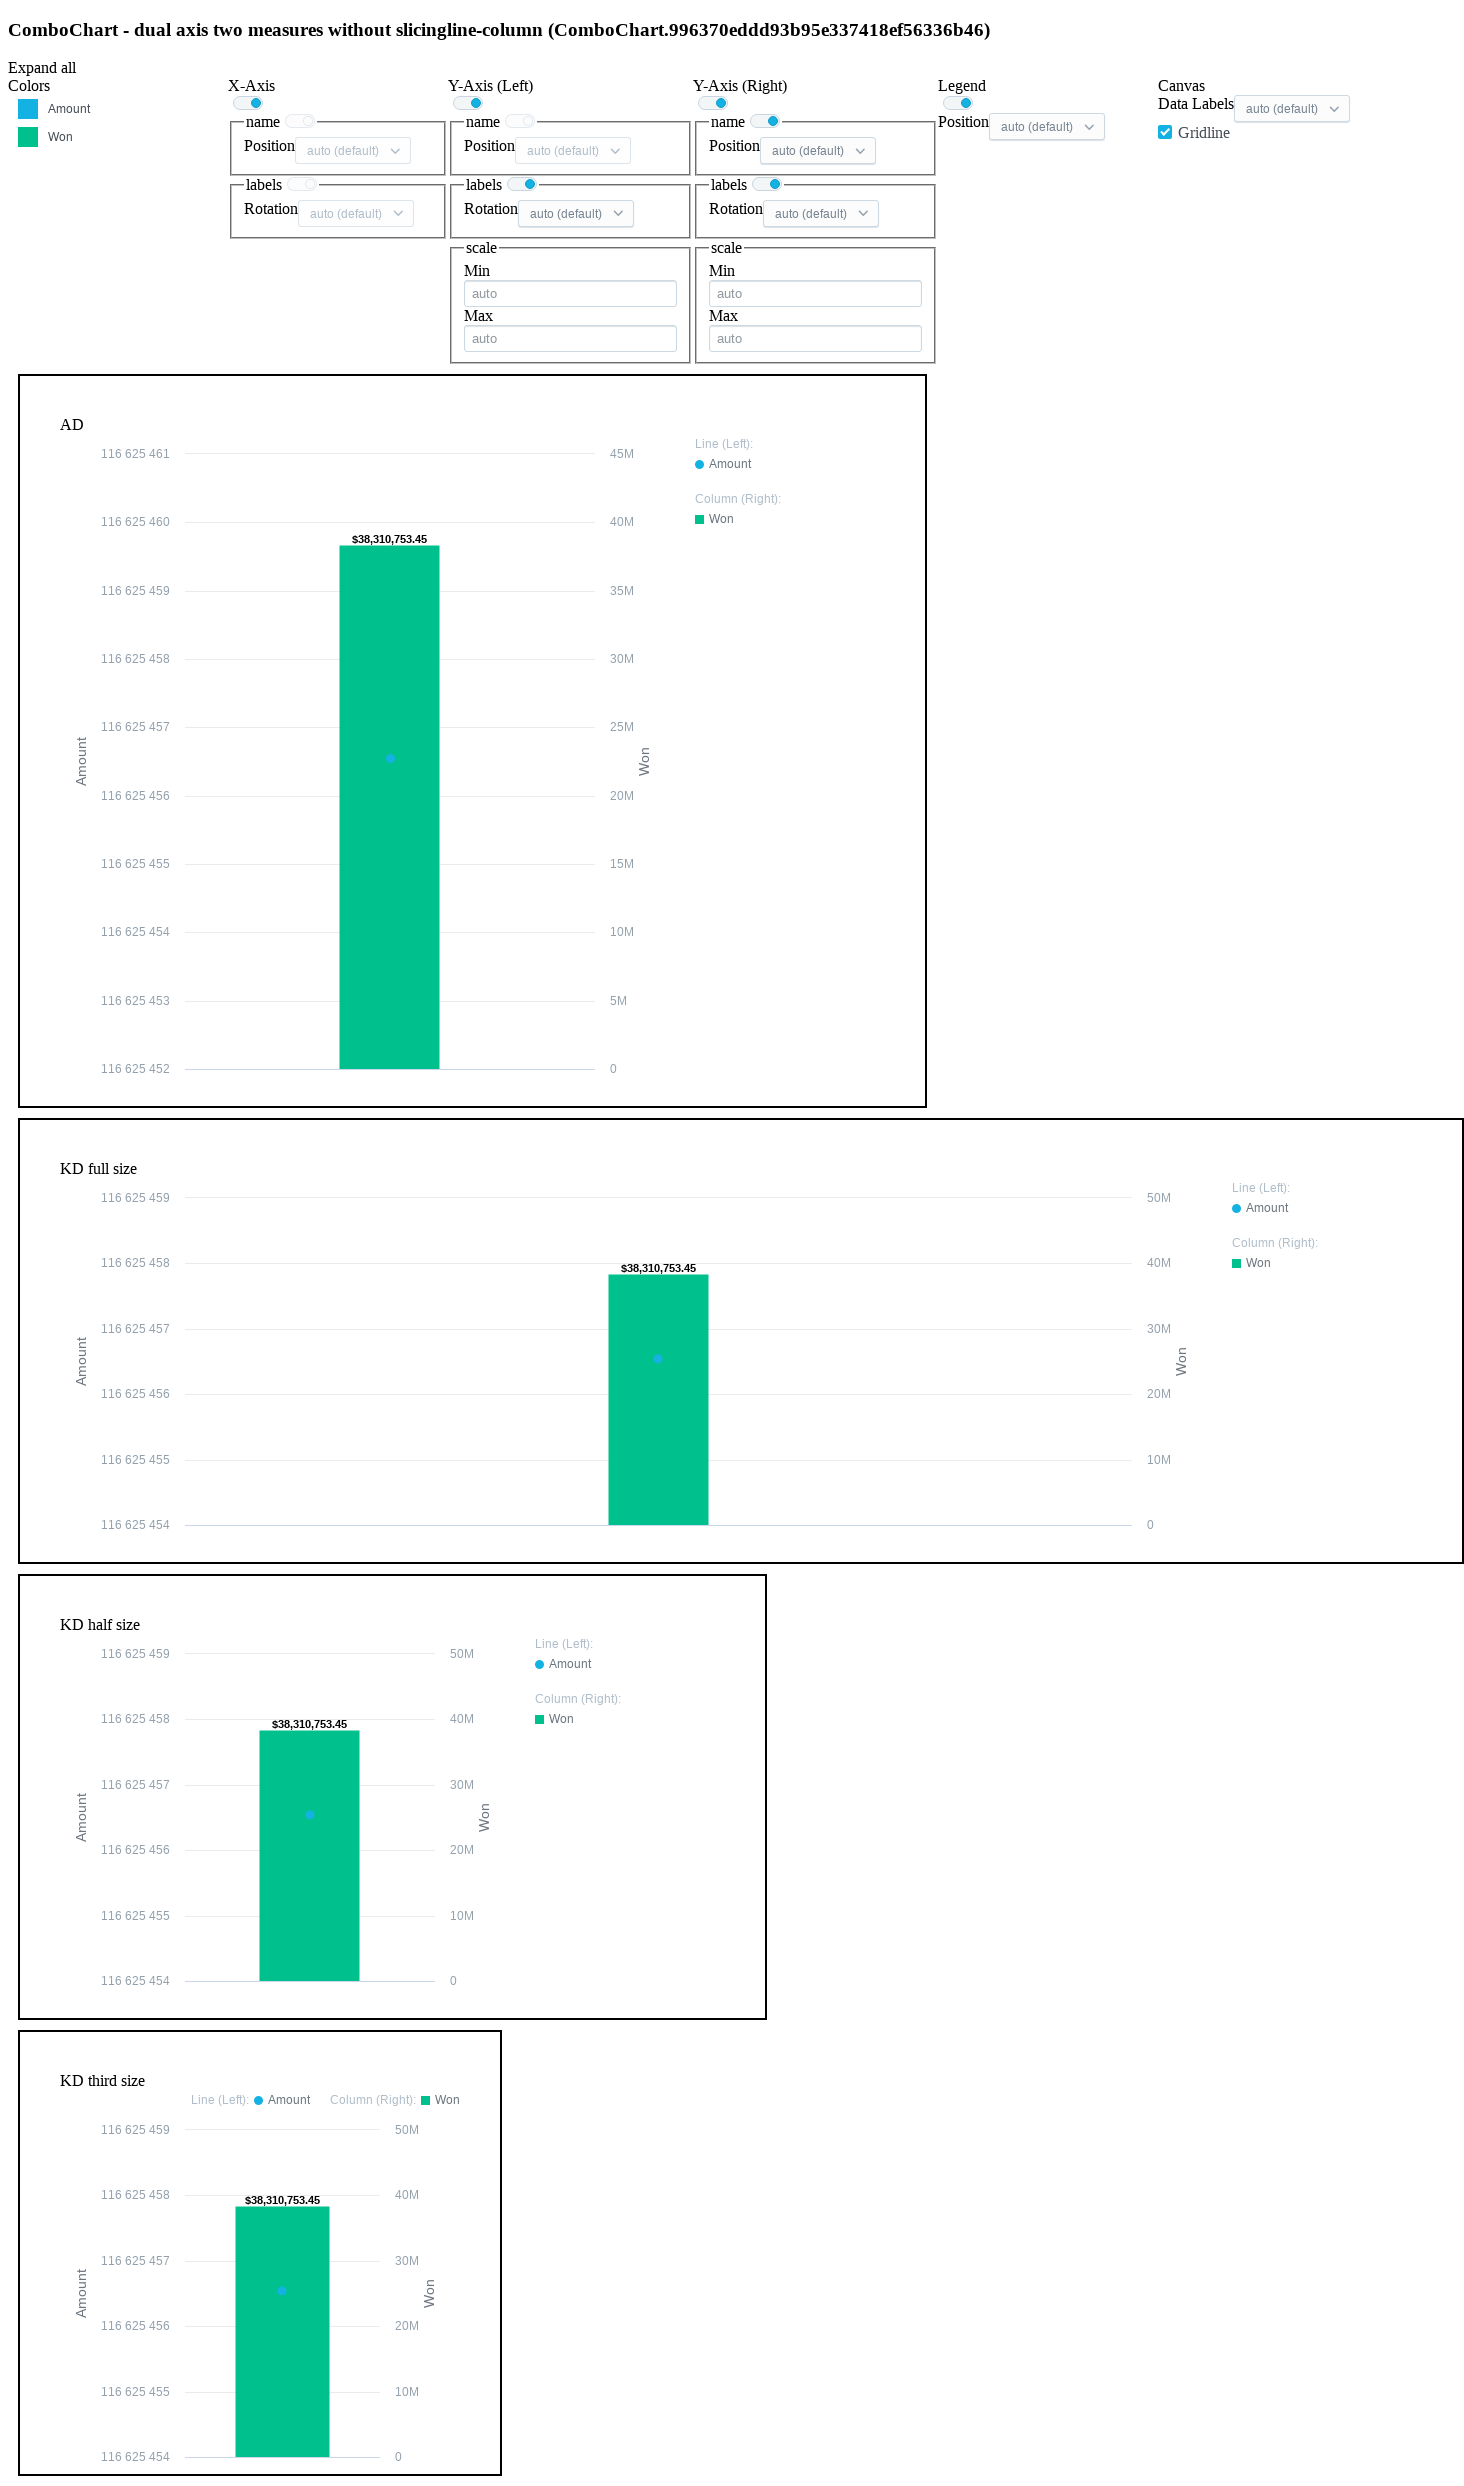 ComboChart - dual axis two measures without slicingline-column (ComboChart.996370eddd93b95e337418ef56336b46)
Expand all
Colors
Amount
Won
X-Axis
name
Position auto (default)
labels
Rotation auto (default)
Y-Axis (Left)
name
Position auto (default)
labels
Rotation auto (default)
scale
Min
auto
Max
auto
Y-Axis (Right)
name
Position auto (default)
labels
Rotation auto (default)
scale
Min
auto
Max
auto
Legend
Position auto (default)
Canvas
Data Labels auto (default)
Gridline
AD
Amount
116 625 461
116 625 460
116 625 459
116 625 458
116 625 457
116 625 456
116 625 455
116 625 454
116 625 453
116 625 452
$38,310,753.45
45M
40M
35M
30M
25M
20M
15M
10M
5M
0
Won
Line (Left):
Amount
Column (Right):
Won
KD full size
Amount
116 625 459
116 625 458
116 625 457
116 625 456
116 625 455
116 625 454
$38,310,753.45
50M
40M
30M
20M
10M
0
Won
Line (Left):
Amount
Column (Right):
Won
KD half size
Amount
116 625 459
116 625 458
116 625 457
116 625 456
116 625 455
116 625 454
$38,310,753.45
50M
40M
30M
20M
10M
0
Won
Line (Left):
Amount
Column (Right):
Won
KD third size
Line (Left): Amount Column (Right): Won
Amount
116 625 459
116 625 458
116 625 457
116 625 456
116 625 455
116 625 454
$38,310,753.45
50M
40M
30M
20M
10M
0
Won